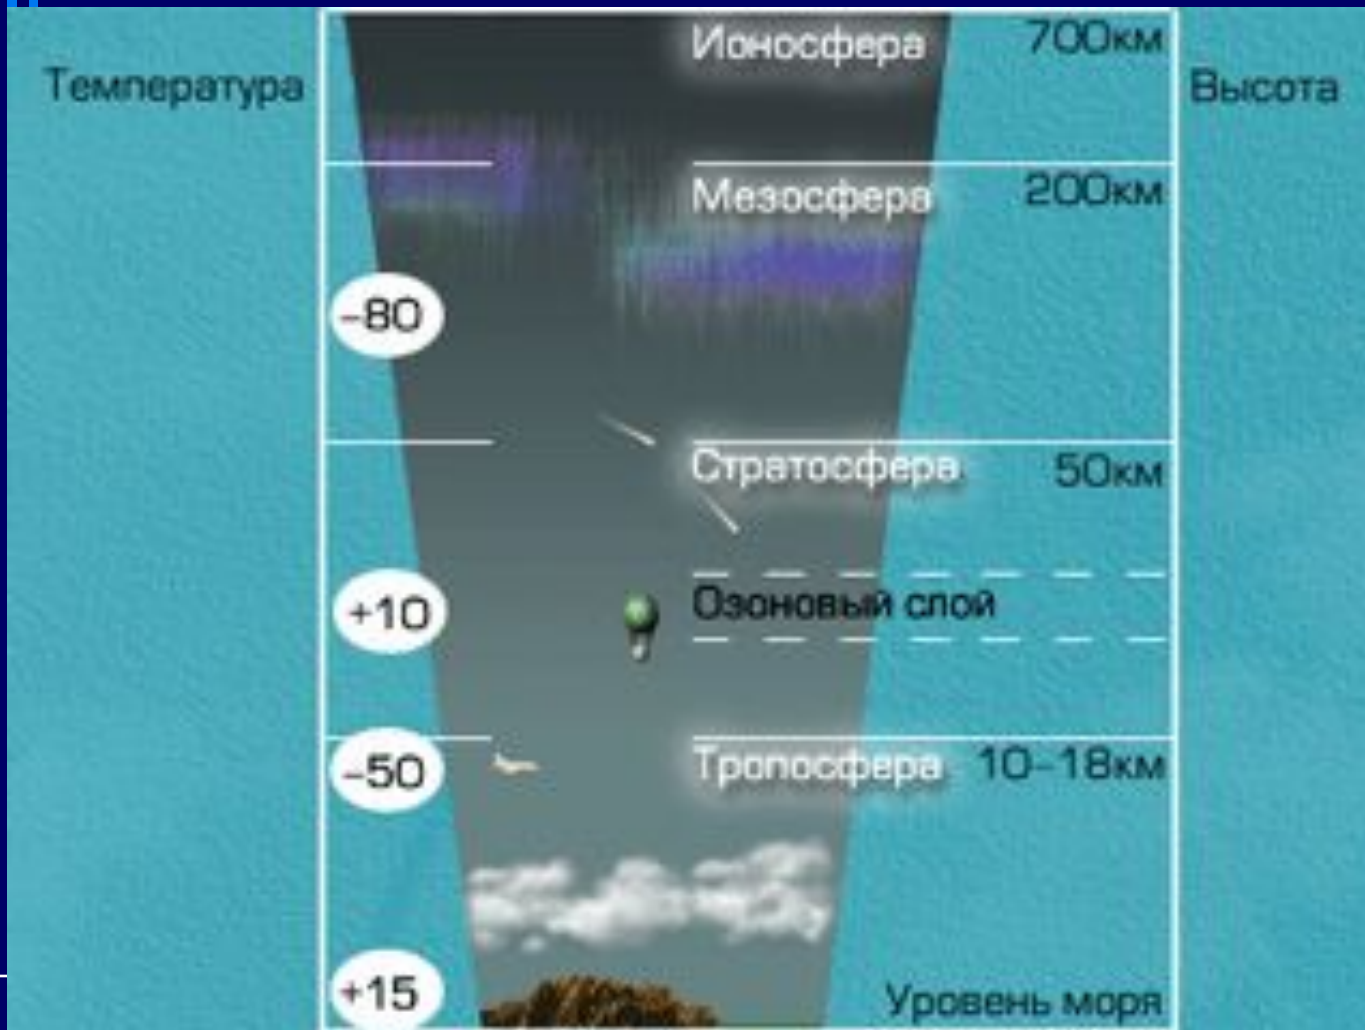 Ионосфера 700км
Температура
Высота
Мезосфера 200км
-80
Стратосфера 50км
+10
Озоновый слой
-50
Тропосфера 10-18км
+15
Уровень моря